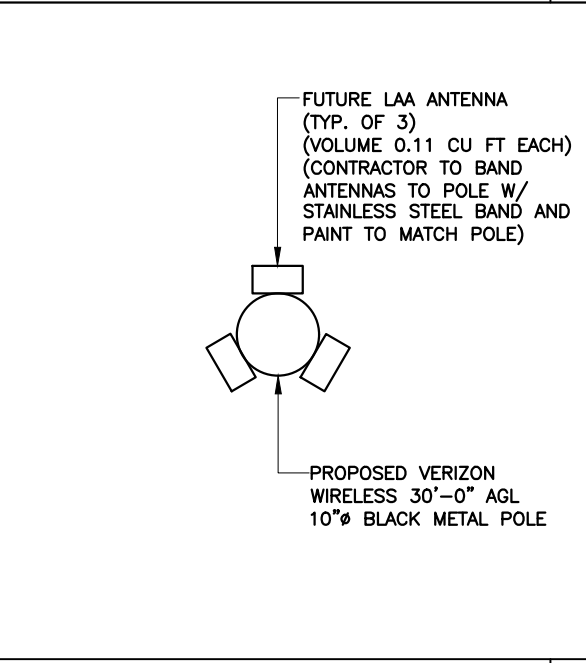 FUTURE LAA ANTENNA
(TYP. OF 3)
(VOLUME 0.11 CU FT EACH)
(CONTRACTOR TO BAND
ANTENNAS TO POLE W/
STAINLESS STEEL BAND AND
PAINT TO MATCH POLE)
PROPOSED VERIZON
WIRELESS 30'-0" AGL
10"ø BLACK METAL POLE